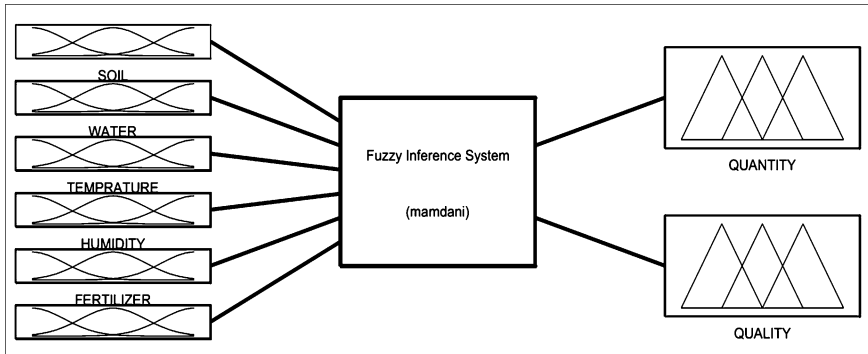 SOIL
WATER
TEMPRATURE
HUMIDITY
FERTILIZER
Fuzzy Inference System
(mamdani)
QUANTITY
QUALITY